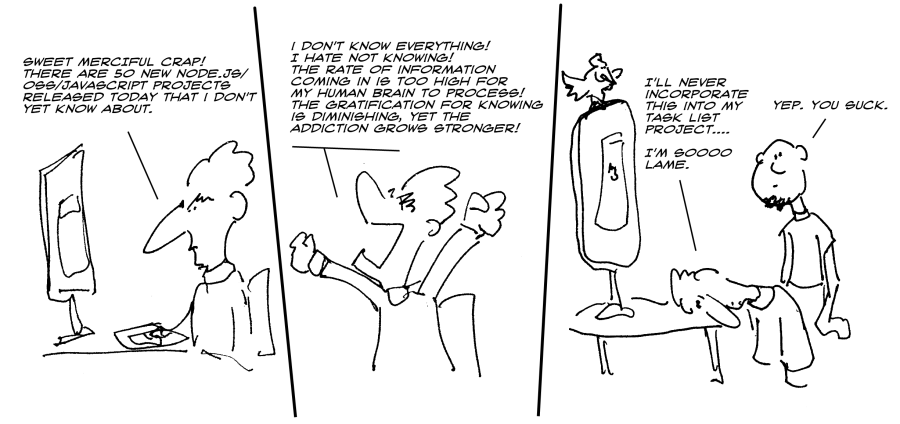 SWEET MERCIFUL CRAP!
THERE ARE 50 NEW NODE.JS/
OSS/JAVASCRIPT PROJECTS
RELEASED TODAY THAT I DON'T
YET KNOW ABOUT.
I DON'T KNOW EVERYTHING!
I HATE NOT KNOWING!
THE RATE OF INFORMATION
COMING IN IS TOO HIGH FOR
MY HUMAN BRAIN TO PROCESS!
THE GRATIFICATION FOR KNOWING
IS DIMINISHING, YET THE
ADDICTION GROWS STRONGER!
I'LL NEVER
INCORPORATE
THIS INTO MY
TASK LIST
PROJECT....
I'M SOOOO
LAME.
YEP. YOU SUCK.